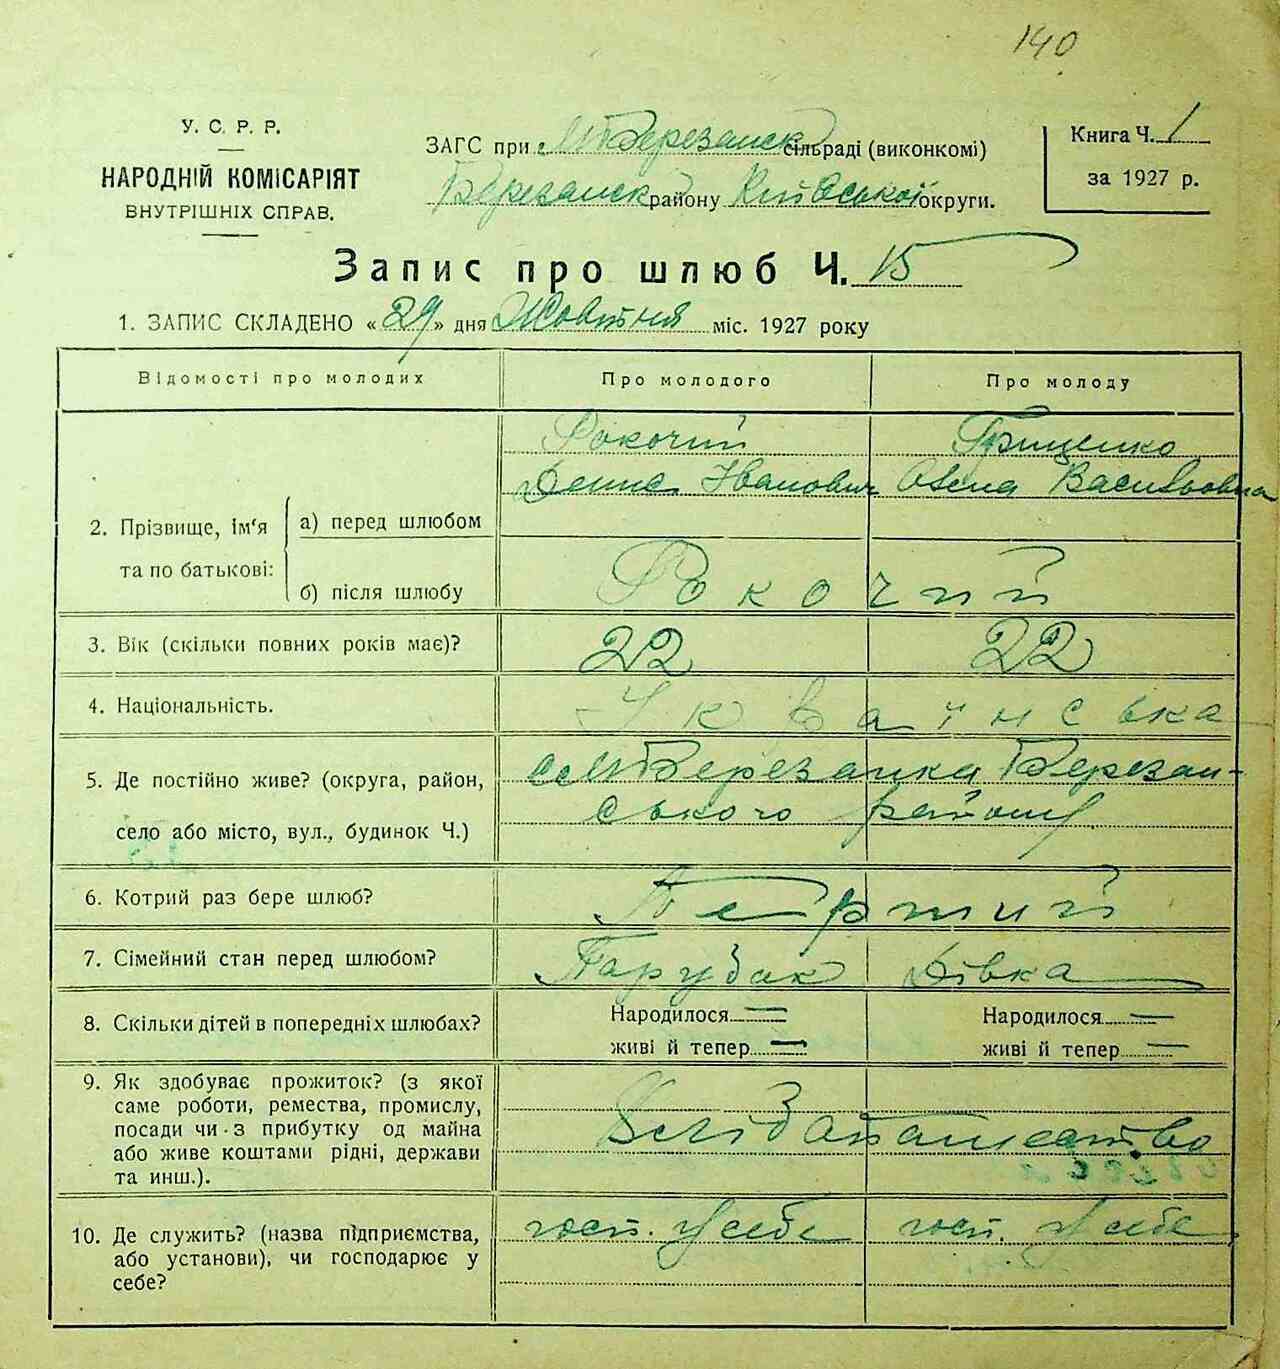 140
У. С. Р. Р.
НАРОДНІЙ КОМІСАРІЯТ
ВНУТРІШНІХ СПРАВ.
ЗАГС при М Березанск сільраді (виконкомі)
Березанск району Київської округи.
Книга Ч. 1
за 1927 р.
Запис про шлюб Ч. 15
1. ЗАПИС СКЛАДЕНО «29» дня Жовтня міс. 1927 року
Відомості про молодих Про молодого Про молоду
2. Прізвище, ім'я та по батькові:
а) перед шлюбом
Рокочий Гриценко
Денис Іванович Олена Васильовна
б) після шлюбу Рокочий
3. Вік (скільки повних років має)? 22 22
4. Національність. Украінська
5. Де постійно живе? (округа, район, М Березанка Березан-
село або місто, вул., будинок Ч.) ського району
6. Котрий раз бере шлюб? Перший
7. Сімейний стан перед шлюбом? Парубак Дівка
8. Скільки дітей в попередніх шлюбах? Народилося — Народилося —
живі й тепер — живі й тепер —
9. Як здобуває прожиток? (з якої
саме роботи, ремества, промислу,
посади чи з прибутку од майна
або живе коштами рідні, держави
та инш.).
10. Де служить? (назва підприємства, госп. у себе госп. у себе
або установи), чи господарює у
себе?